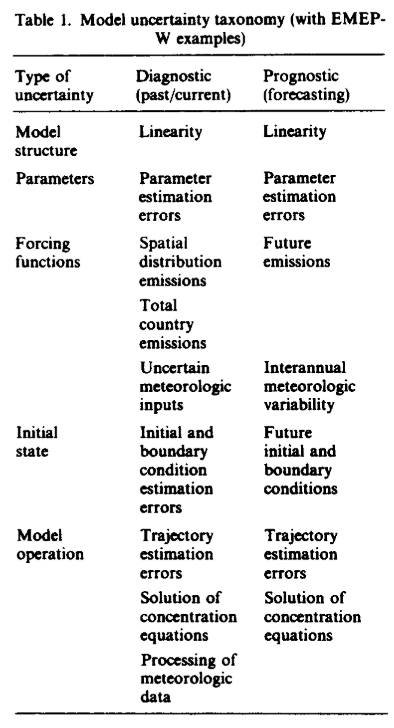 Table 1. Model uncertainty taxonomy (with EMEP-
W examples)
Type of uncertainty Diagnostic (past/current) Prognostic (forecasting)
Model structure Linearity Linearity
Parameters Parameter estimation errors Parameter estimation errors
Forcing functions Spatial distribution emissions Future emissions
Total country emissions
Uncertain meteorologic inputs Interannual meteorologic variability
Initial state Initial and boundary condition estimation errors Future initial and boundary conditions
Model operation Trajectory estimation errors Trajectory estimation errors
Solution of concentration equations Solution of concentration equations
Processing of meteorologic data